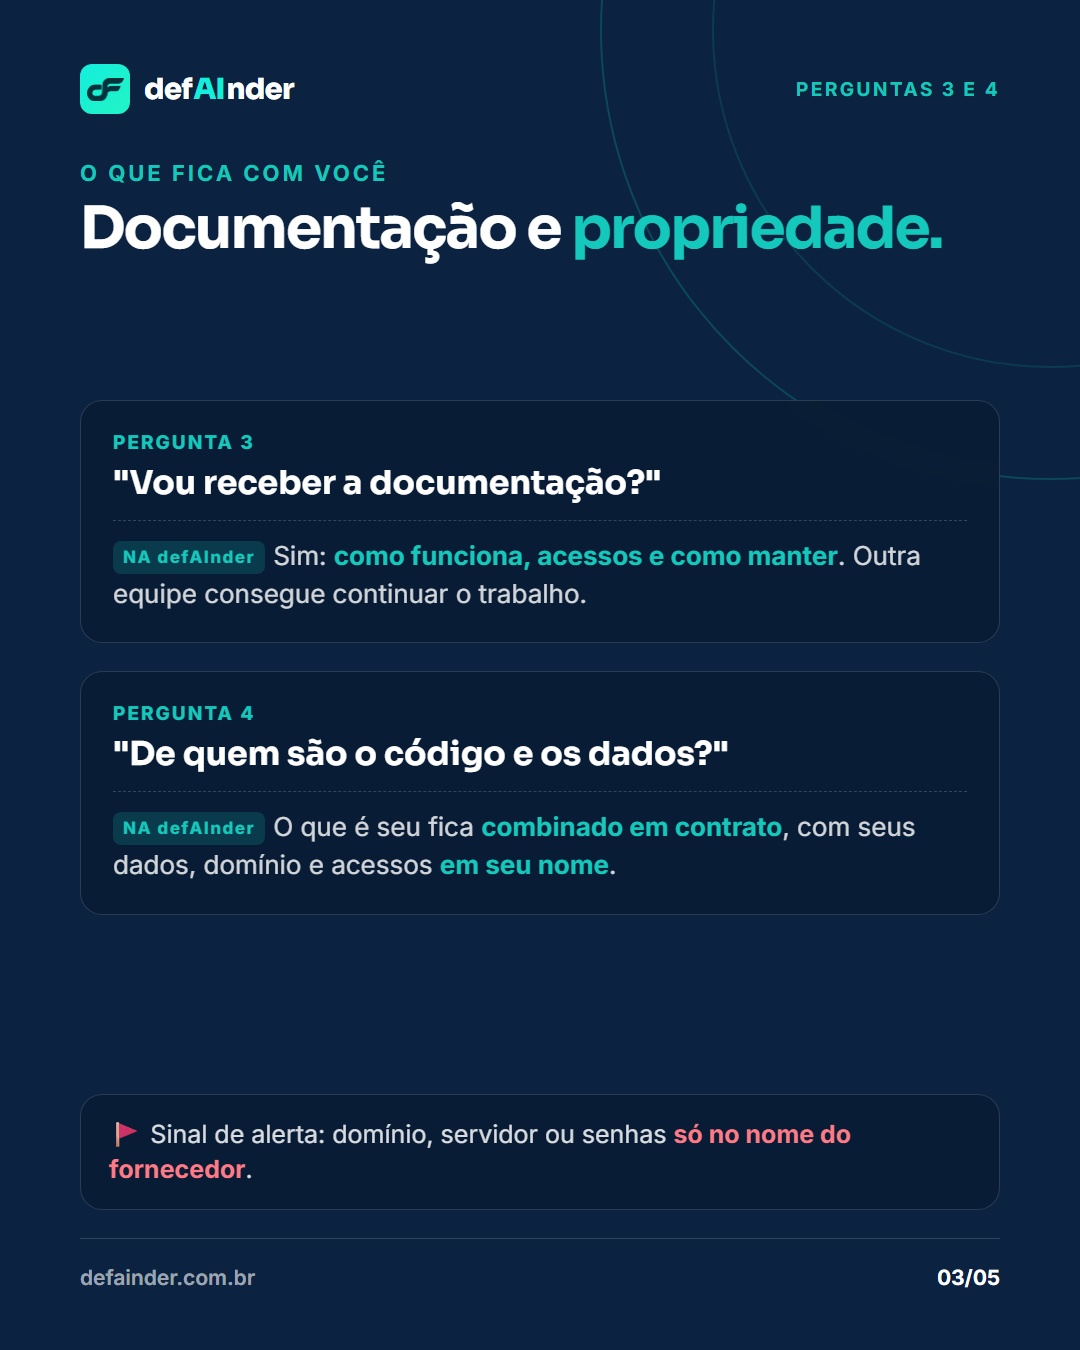 defAInder
PERGUNTAS 3 E 4
O QUE FICA COM VOCÊ
Documentação e propriedade.
PERGUNTA 3
"Vou receber a documentação?"
NA defAInder Sim: como funciona, acessos e como manter. Outra
equipe consegue continuar o trabalho.
PERGUNTA 4
"De quem são o código e os dados?"
NA defAInder O que é seu fica combinado em contrato, com seus
dados, domínio e acessos em seu nome.
Sinal de alerta: domínio, servidor ou senhas só no nome do
fornecedor.
defainder.com.br
03/05